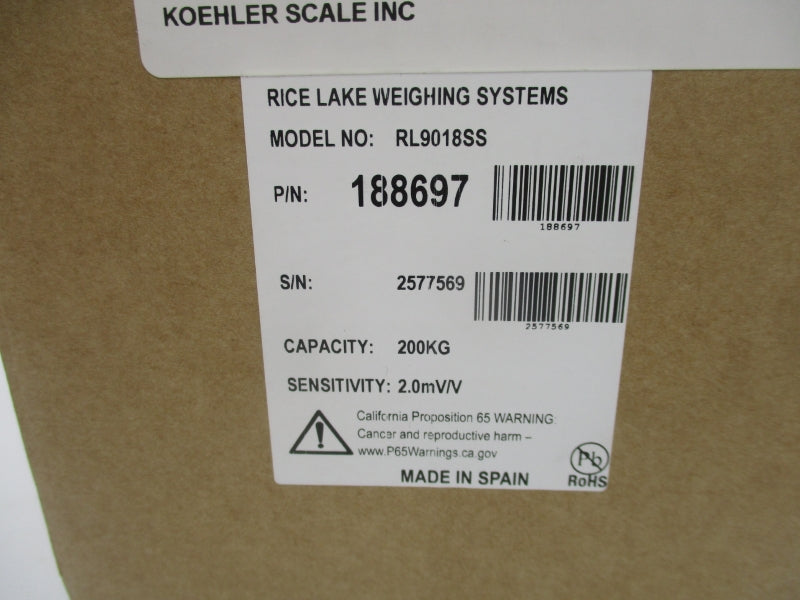 KOEHLER SCALE INC
RICE LAKE WEIGHING SYSTEMS
MODEL NO: RL9018SS
P/N: 188697
188697
S/N: 2577569
2577569
CAPACITY: 200KG
SENSITIVITY: 2.0mV/V
California Proposition 65 WARNING:
Cancer and reproductive harm –
www.P65Warnings.ca.gov
Pb
RoHS
MADE IN SPAIN